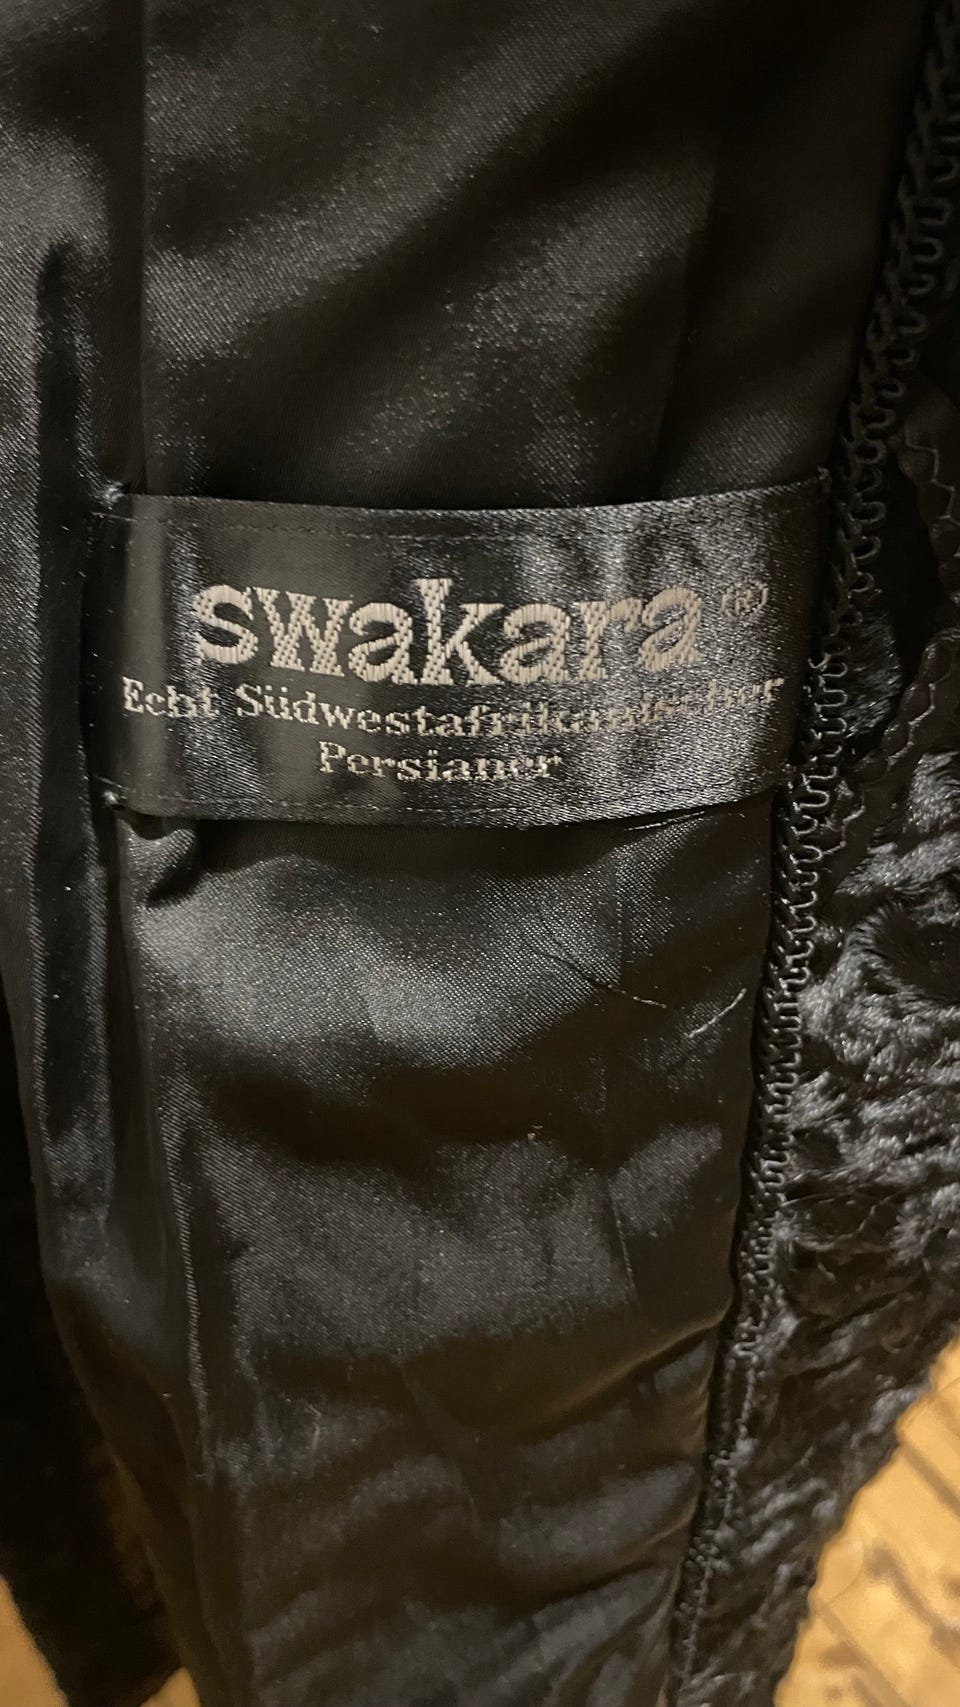 swakara (R)
Echt Südwestafrikanischer
Persianer